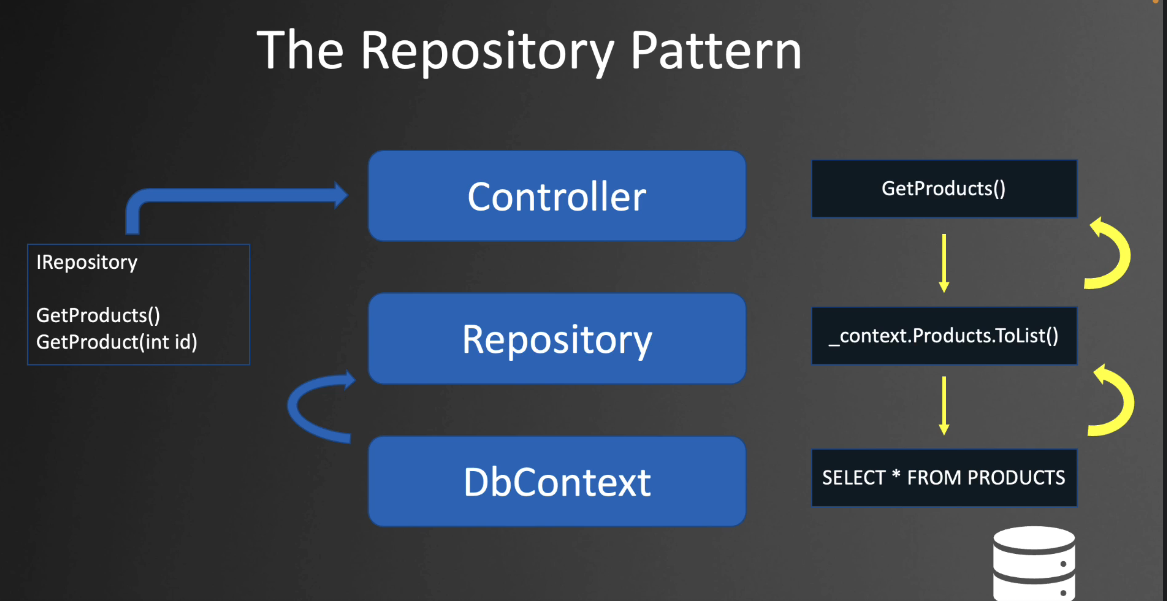 The Repository Pattern
Controller
GetProducts()
IRepository
GetProducts()
GetProduct(int id)
Repository
_context.Products.ToList()
DbContext
SELECT * FROM PRODUCTS